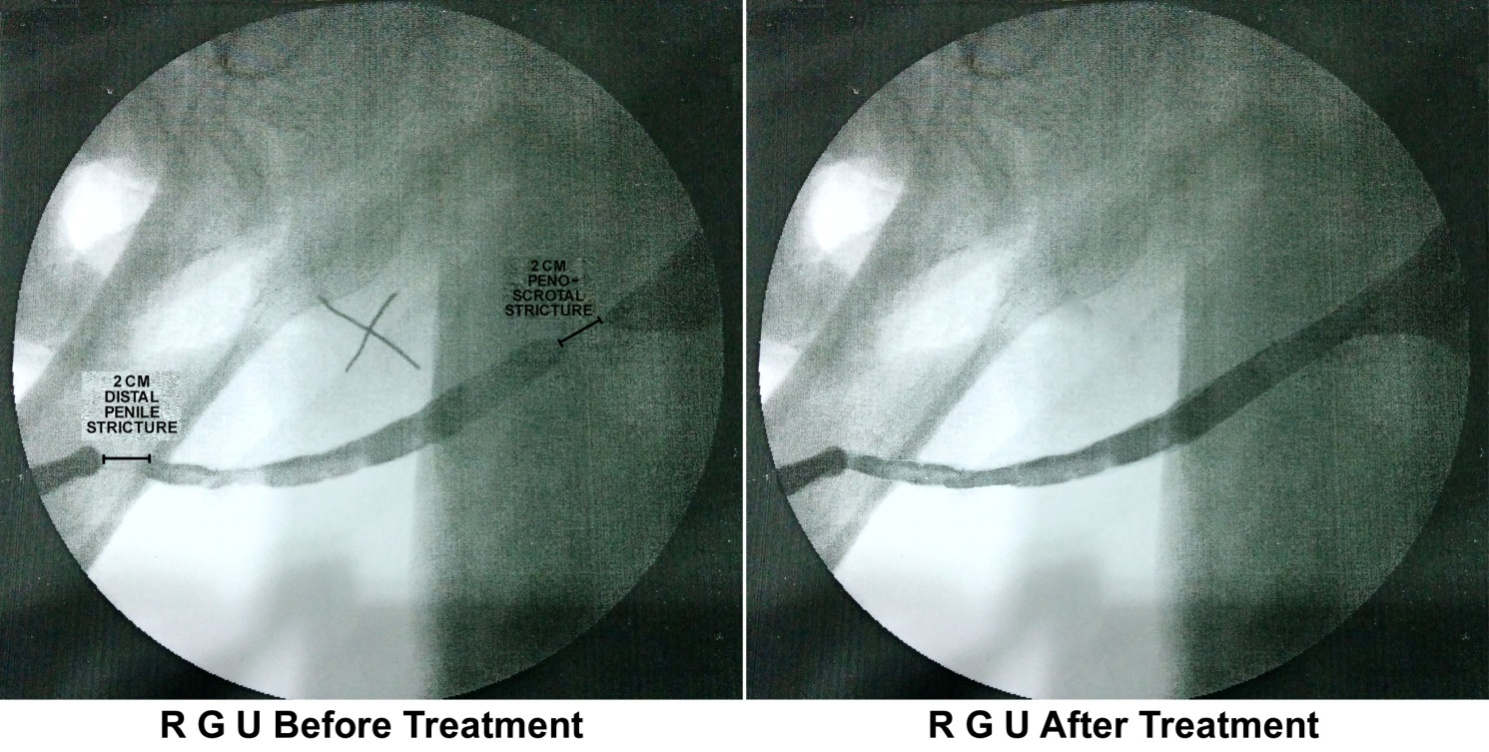 2 CM
PENO-
SCROTAL
STRICTURE
2 CM
DISTAL
PENILE
STRICTURE
R G U Before Treatment
R G U After Treatment